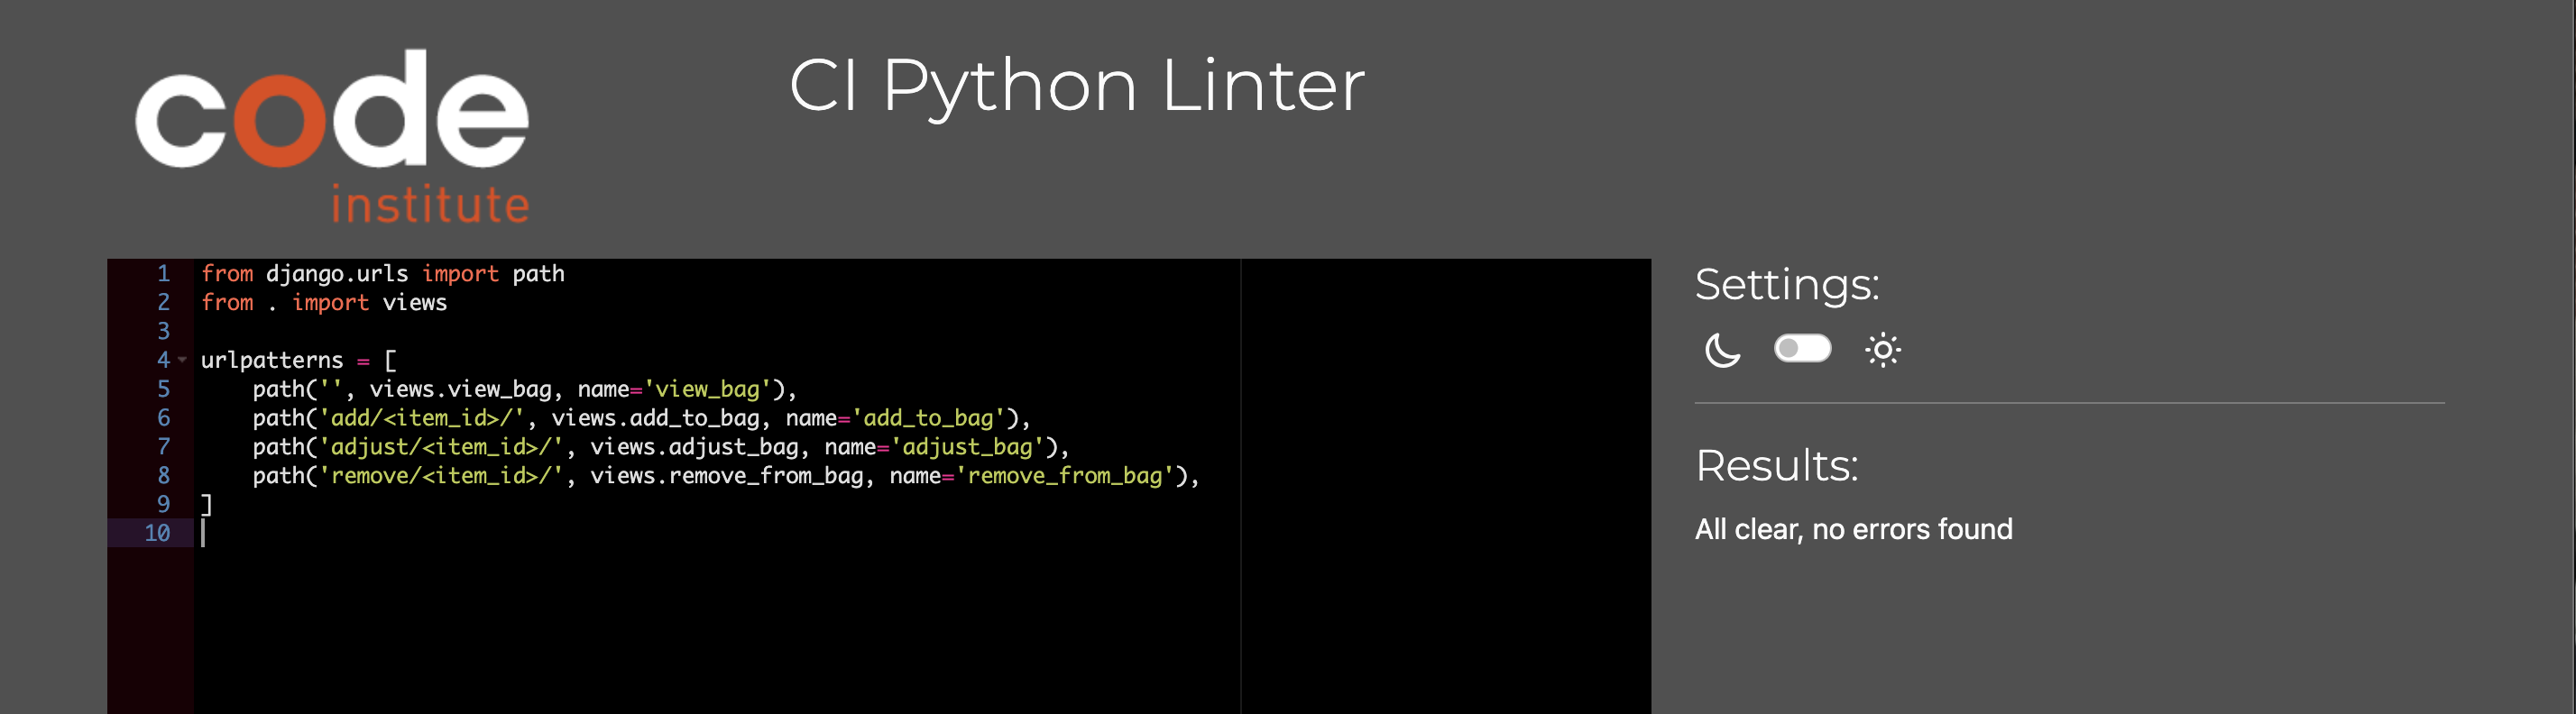 code
institute
CI Python Linter
1 from django.urls import path
2 from . import views
3
4 urlpatterns = [
5     path('', views.view_bag, name='view_bag'),
6     path('add/<item_id>/', views.add_to_bag, name='add_to_bag'),
7     path('adjust/<item_id>/', views.adjust_bag, name='adjust_bag'),
8     path('remove/<item_id>/', views.remove_from_bag, name='remove_from_bag'),
9 ]
10
Settings:
Results:
All clear, no errors found